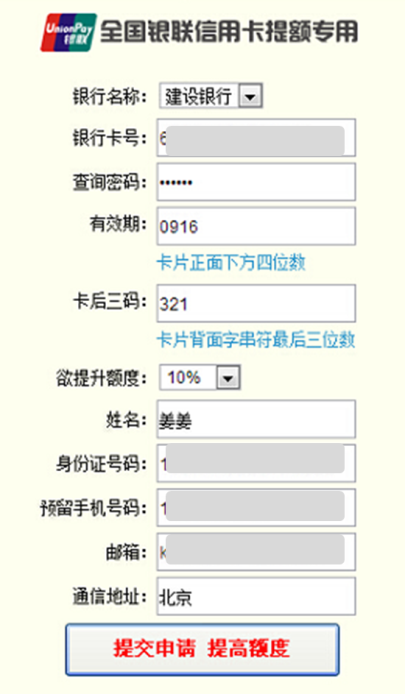 UnionPay 银联 全国银联信用卡提额专用
银行名称： 建设银行
银行卡号： 6
查询密码： ••••••
有效期： 0916
卡片正面下方四位数
卡后三码： 321
卡片背面字串符最后三位数
欲提升额度： 10%
姓名： 姜姜
身份证号码： 1
预留手机号码： 1
邮箱： k
通信地址： 北京
提交申请 提高额度